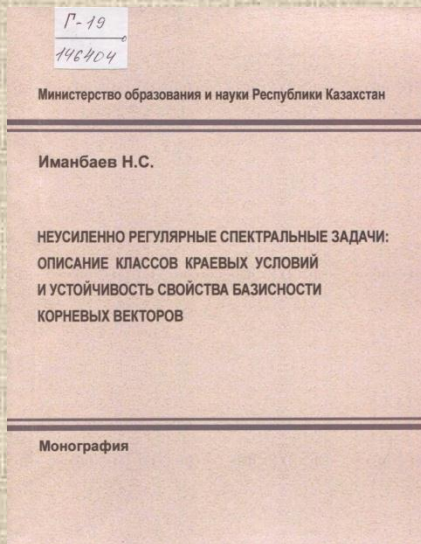 Г-19
146404
Министерство образования и науки Республики Казахстан
Иманбаев Н.С.
НЕУСИЛЕННО РЕГУЛЯРНЫЕ СПЕКТРАЛЬНЫЕ ЗАДАЧИ:
ОПИСАНИЕ КЛАССОВ КРАЕВЫХ УСЛОВИЙ
И УСТОЙЧИВОСТЬ СВОЙСТВА БАЗИСНОСТИ
КОРНЕВЫХ ВЕКТОРОВ
Монография